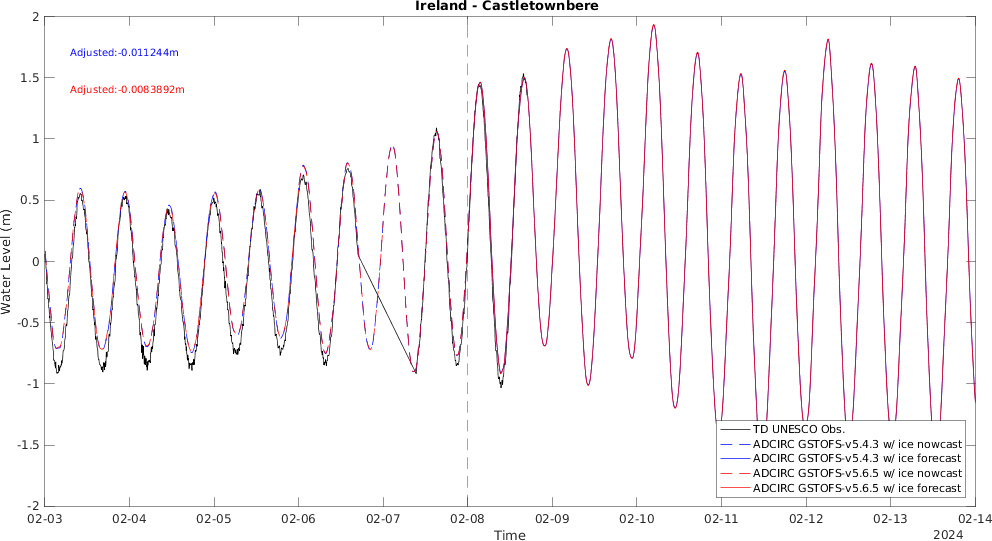 Ireland - Castletownbere
Adjusted:-0.011244m
Adjusted:-0.0083892m
2
1.5
1
0.5
0
-0.5
-1
-1.5
-2
Water Level (m)
TD UNESCO Obs.
ADCIRC GSTOFS-v5.4.3 w/ ice nowcast
ADCIRC GSTOFS-v5.4.3 w/ ice forecast
ADCIRC GSTOFS-v5.6.5 w/ ice nowcast
ADCIRC GSTOFS-v5.6.5 w/ ice forecast
02-03 02-04 02-05 02-06 02-07 02-08 02-09 02-10 02-11 02-12 02-13 02-14
Time
2024